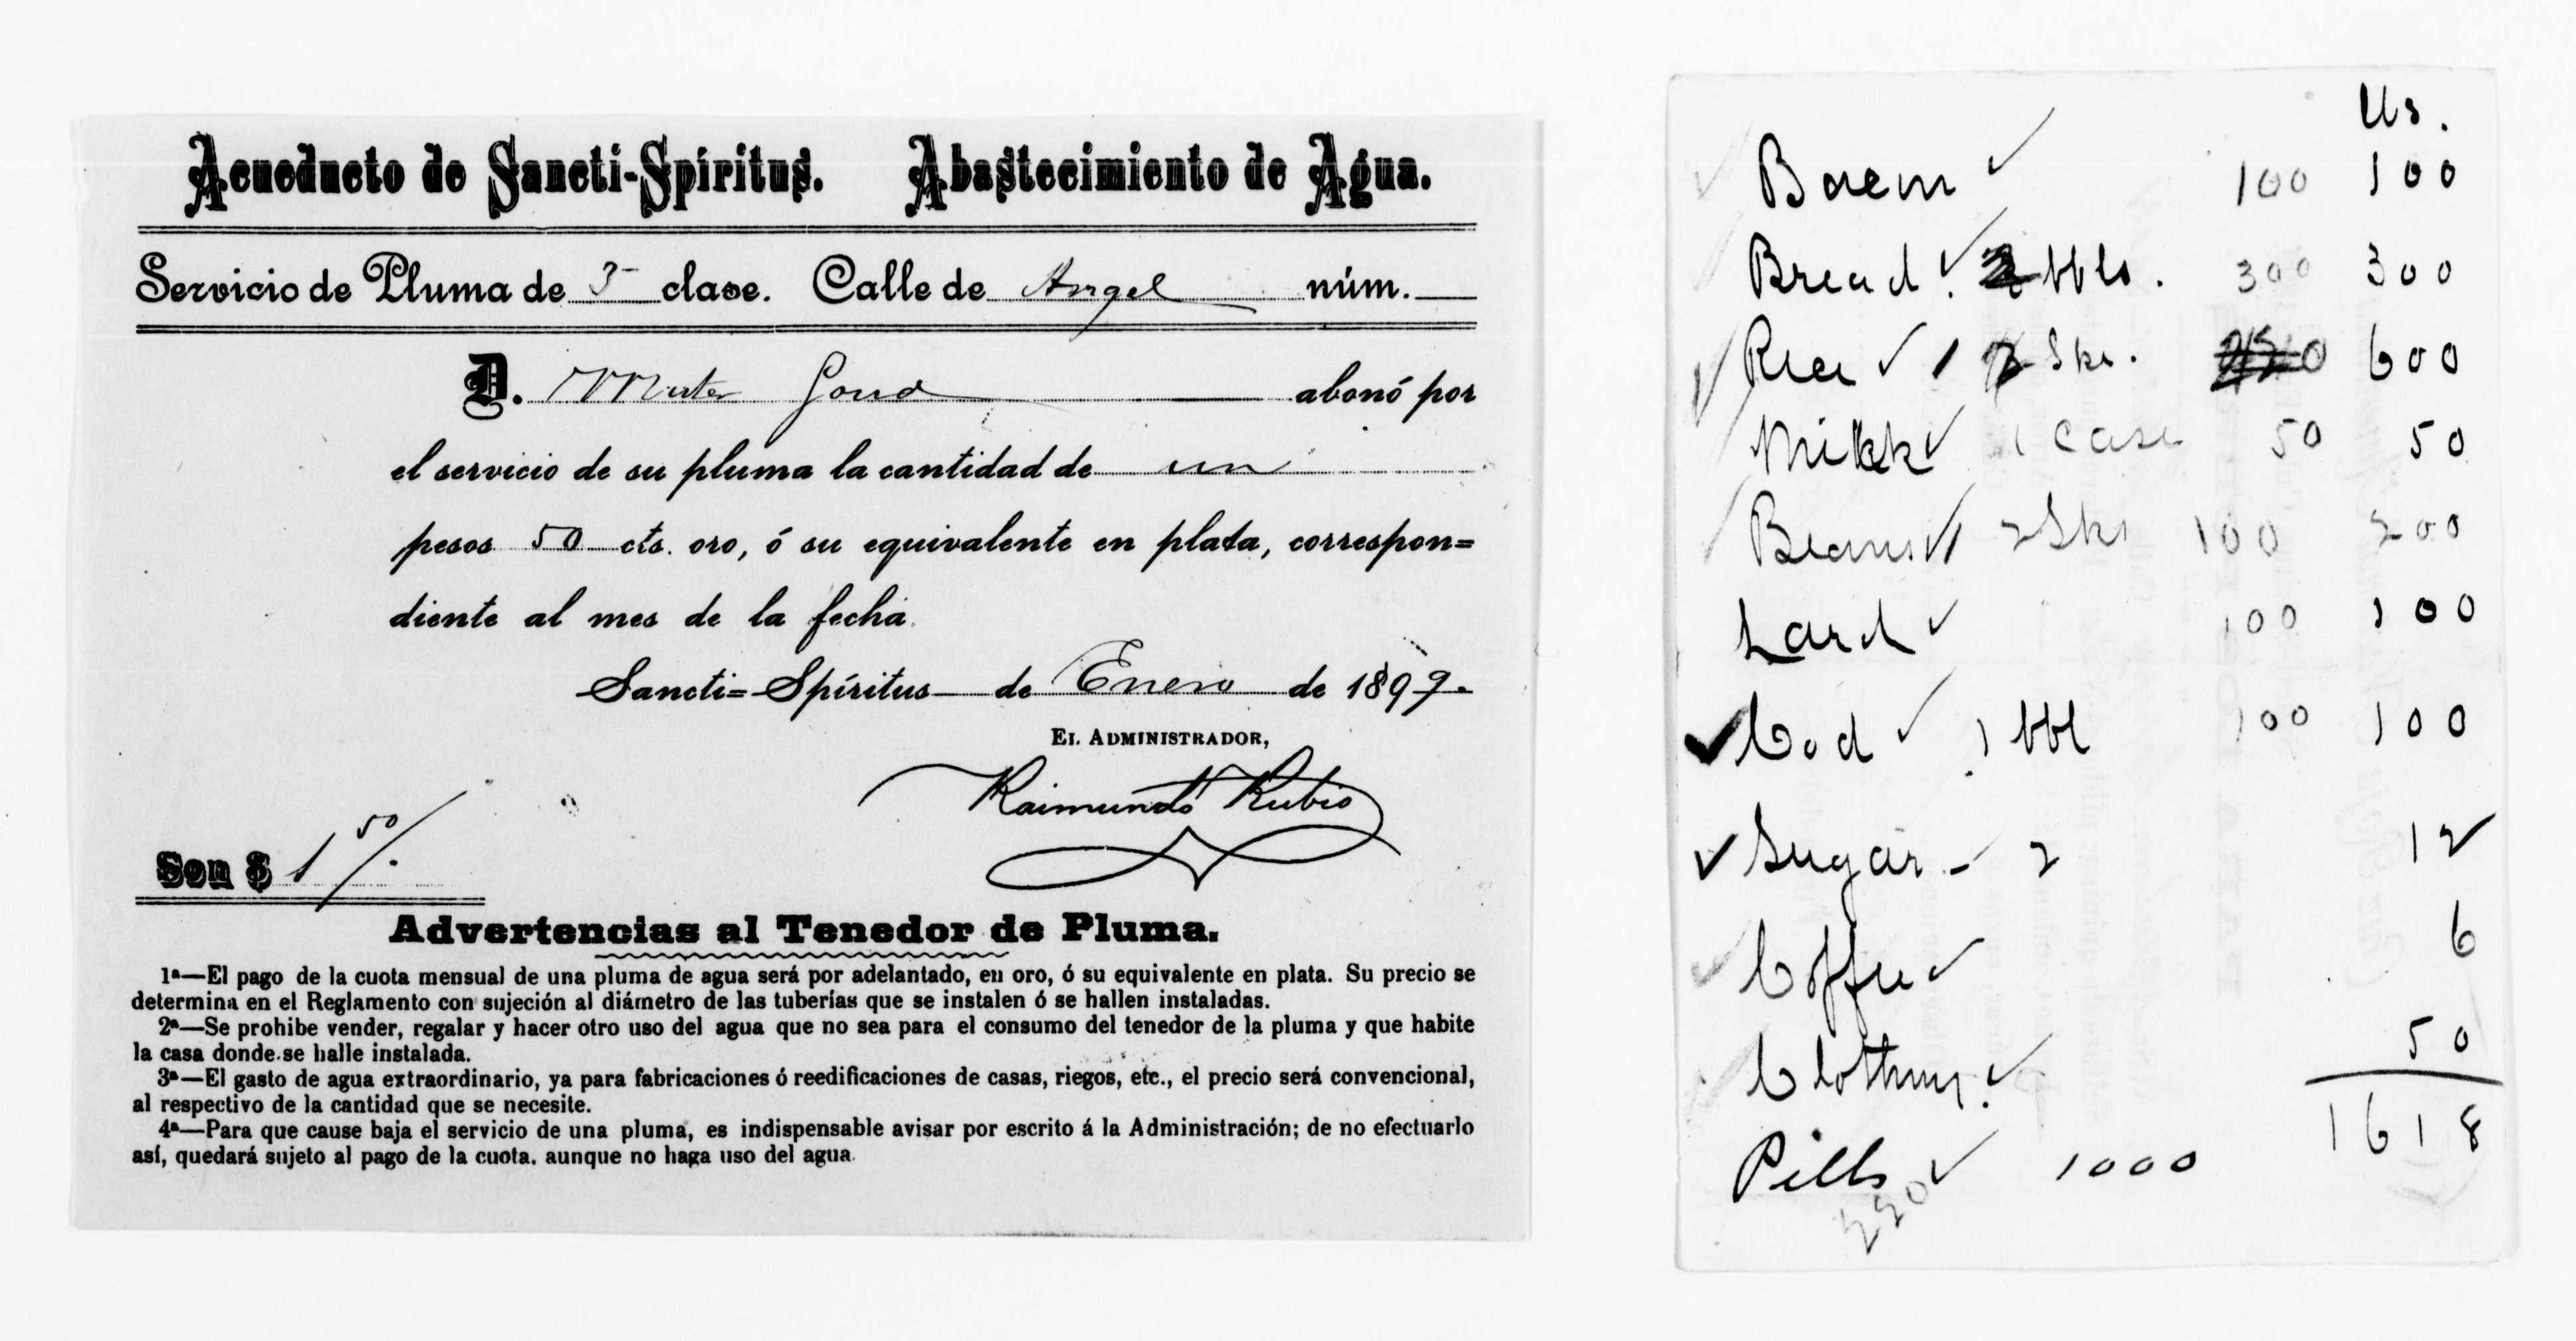 Acueducto de Sancti-Spíritus. Abastecimiento de Agua.
Servicio de Pluma de 3ª clase. Calle de Angel núm.
D. Mister abonó por
el servicio de su pluma la cantidad de un
pesos 50 cts. oro, ó su equivalente en plata, correspon=
diente al mes de la fecha.
Sancti=Spíritus de Enero de 1899.
EL ADMINISTRADOR,
Raimundo Rubio
Son $ 1 50/.
Advertencias al Tenedor de Pluma.
1ª—El pago de la cuota mensual de una pluma de agua será por adelantado, en oro, ó su equivalente en plata. Su precio se
determina en el Reglamento con sujeción al diámetro de las tuberías que se instalen ó se hallen instaladas.
2ª—Se prohibe vender, regalar y hacer otro uso del agua que no sea para el consumo del tenedor de la pluma y que habite
la casa donde se halle instalada.
3ª—El gasto de agua extraordinario, ya para fabricaciones ó reedificaciones de casas, riegos, etc., el precio será convencional,
al respectivo de la cantidad que se necesite.
4ª—Para que cause baja el servicio de una pluma, es indispensable avisar por escrito á la Administración; de no efectuarlo
así, quedará sujeto al pago de la cuota, aunque no haga uso del agua.
✓ Bacon ✓ 100 100
Bread ✓ bbls. 300 300
✓ Rice ✓ 1 Sks. 600
Milk ✓ 1 Case 50 50
✓ Beans ✓ 2 Sks 100 200
Lard ✓ 100 100
✓ Cod ✓ 1 bbl 100 100
✓ Sugar - 2 12
✓ Coffee ✓ 6
Clothing ✓ 50
1618
Pills ✓ 1000
220